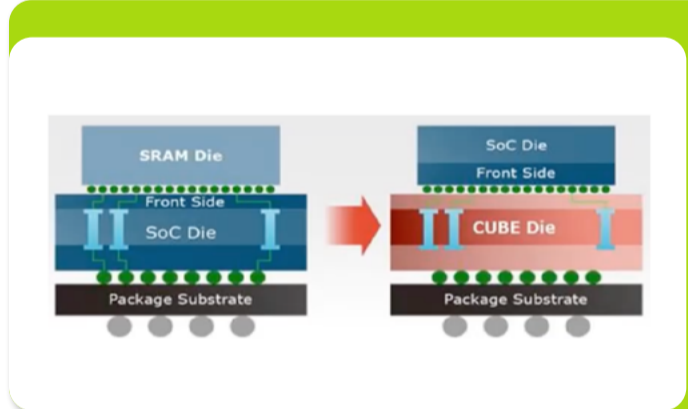 SRAM Die
Front Side
SoC Die
Package Substrate
SoC Die
Front Side
CUBE Die
Package Substrate